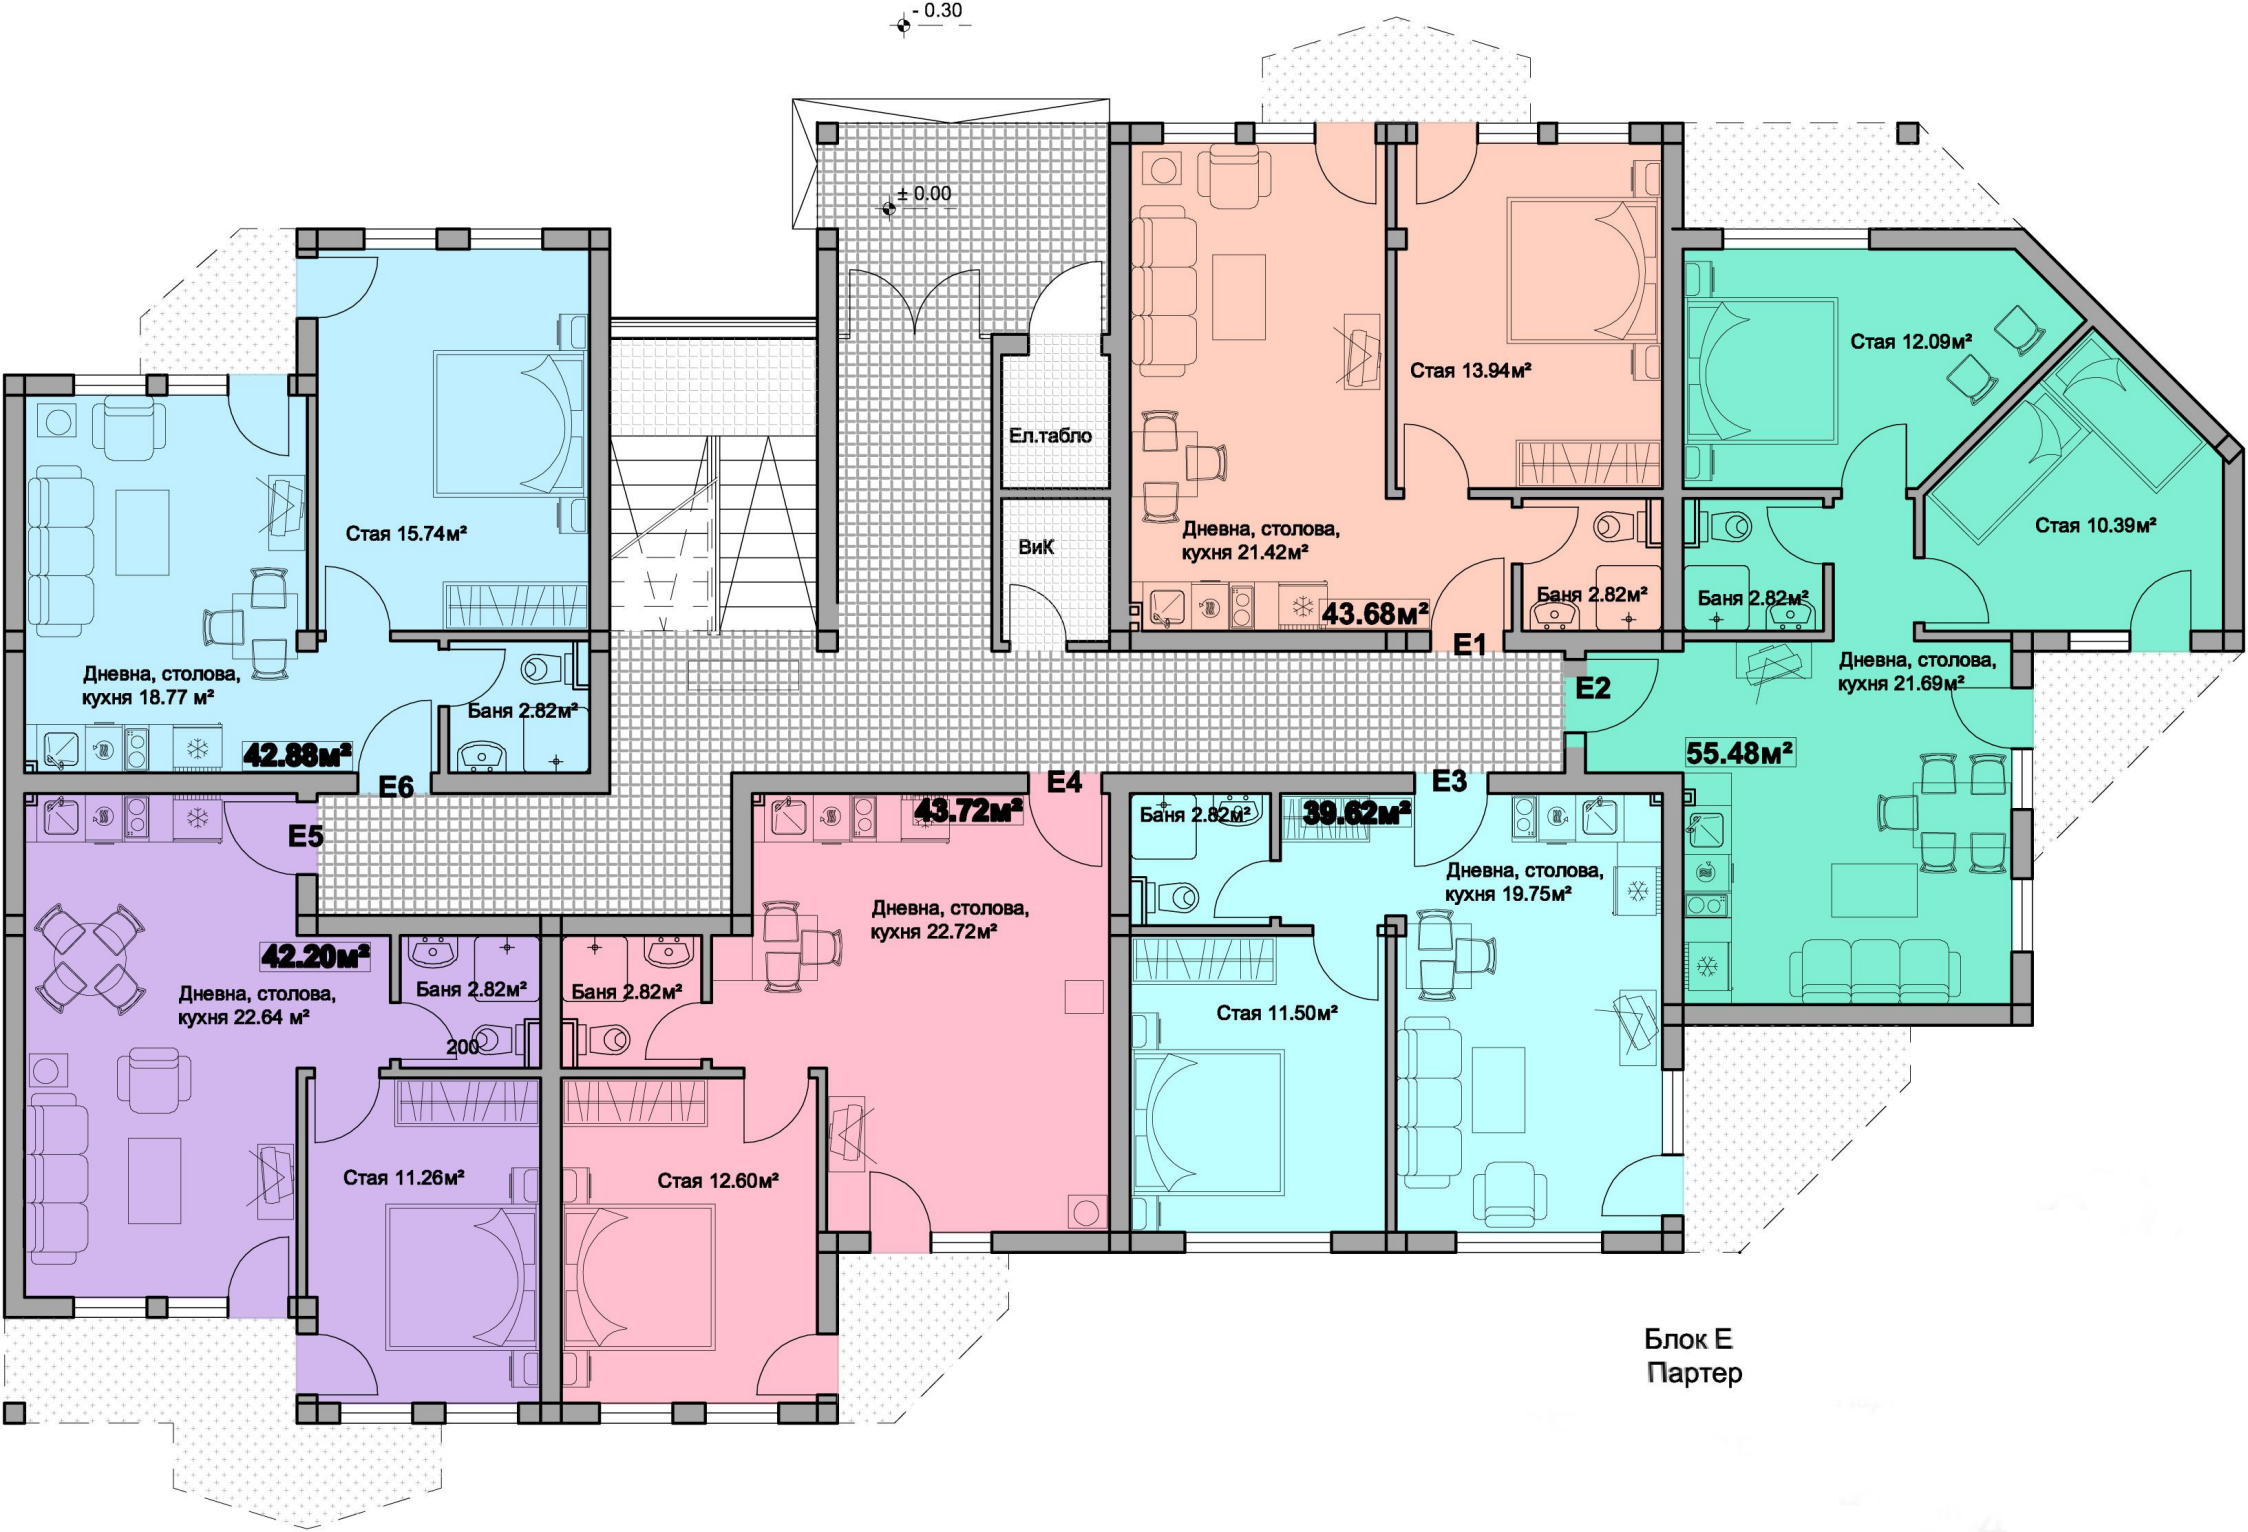 - 0.30
± 0.00
Стая 12.09м²
Стая 13.94м²
Ел.табло
Стая 10.39м²
Стая 15.74м²
Дневна, столова,
кухня 21.42м²
ВиК
Баня 2.82м²
Баня 2.82м²
43.68м²
E1
Дневна, столова,
кухня 21.69м²
E2
Дневна, столова,
кухня 18.77 м²
Баня 2.82м²
42.88м²
55.48м²
E6
E4
E3
43.72м²
Баня 2.82м²
39.62м²
E5
Дневна, столова,
кухня 19.75м²
Дневна, столова,
кухня 22.72м²
42.20м²
Дневна, столова,
кухня 22.64 м²
Баня 2.82м²
Баня 2.82м²
Стая 11.50м²
200
Стая 11.26м²
Стая 12.60м²
Блок Е
Партер